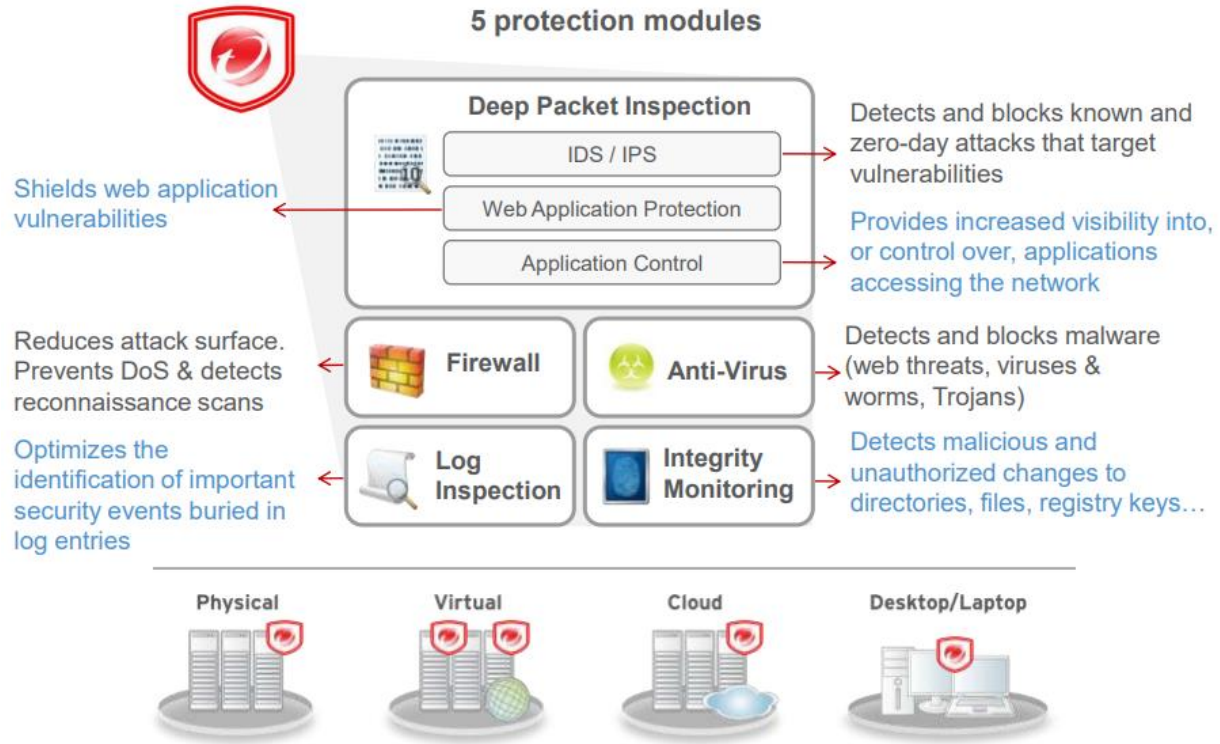 5 protection modules
Deep Packet Inspection
10
IDS / IPS
Web Application Protection
Application Control
Shields web application
vulnerabilities
Detects and blocks known and
zero-day attacks that target
vulnerabilities
Provides increased visibility into,
or control over, applications
accessing the network
Reduces attack surface.
Prevents DoS & detects
reconnaissance scans
Firewall
Anti-Virus
Detects and blocks malware
(web threats, viruses &
worms, Trojans)
Optimizes the
identification of important
security events buried in
log entries
Log
Inspection
Integrity
Monitoring
Detects malicious and
unauthorized changes to
directories, files, registry keys…
Physical
Virtual
Cloud
Desktop/Laptop